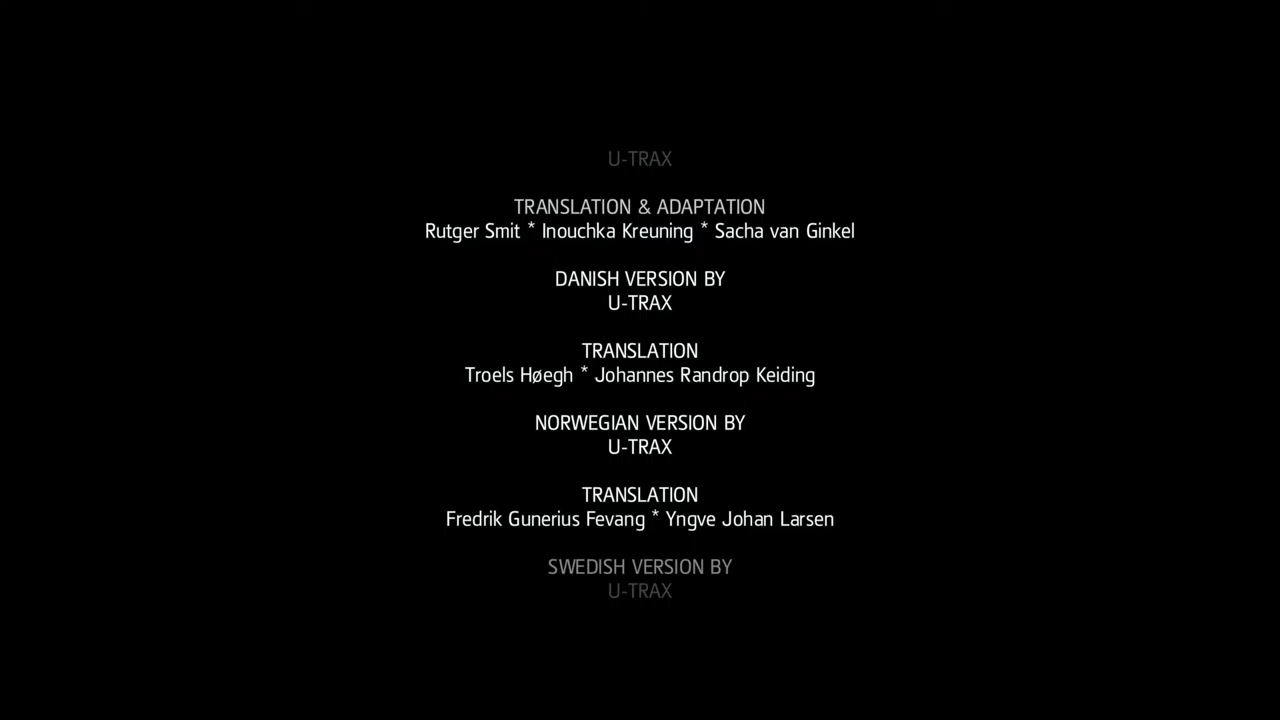 U-TRAX
TRANSLATION & ADAPTATION
Rutger Smit * Inouchka Kreuning * Sacha van Ginkel
DANISH VERSION BY
U-TRAX
TRANSLATION
Troels Høegh * Johannes Randrop Keiding
NORWEGIAN VERSION BY
U-TRAX
TRANSLATION
Fredrik Gunerius Fevang * Yngve Johan Larsen
SWEDISH VERSION BY
U-TRAX